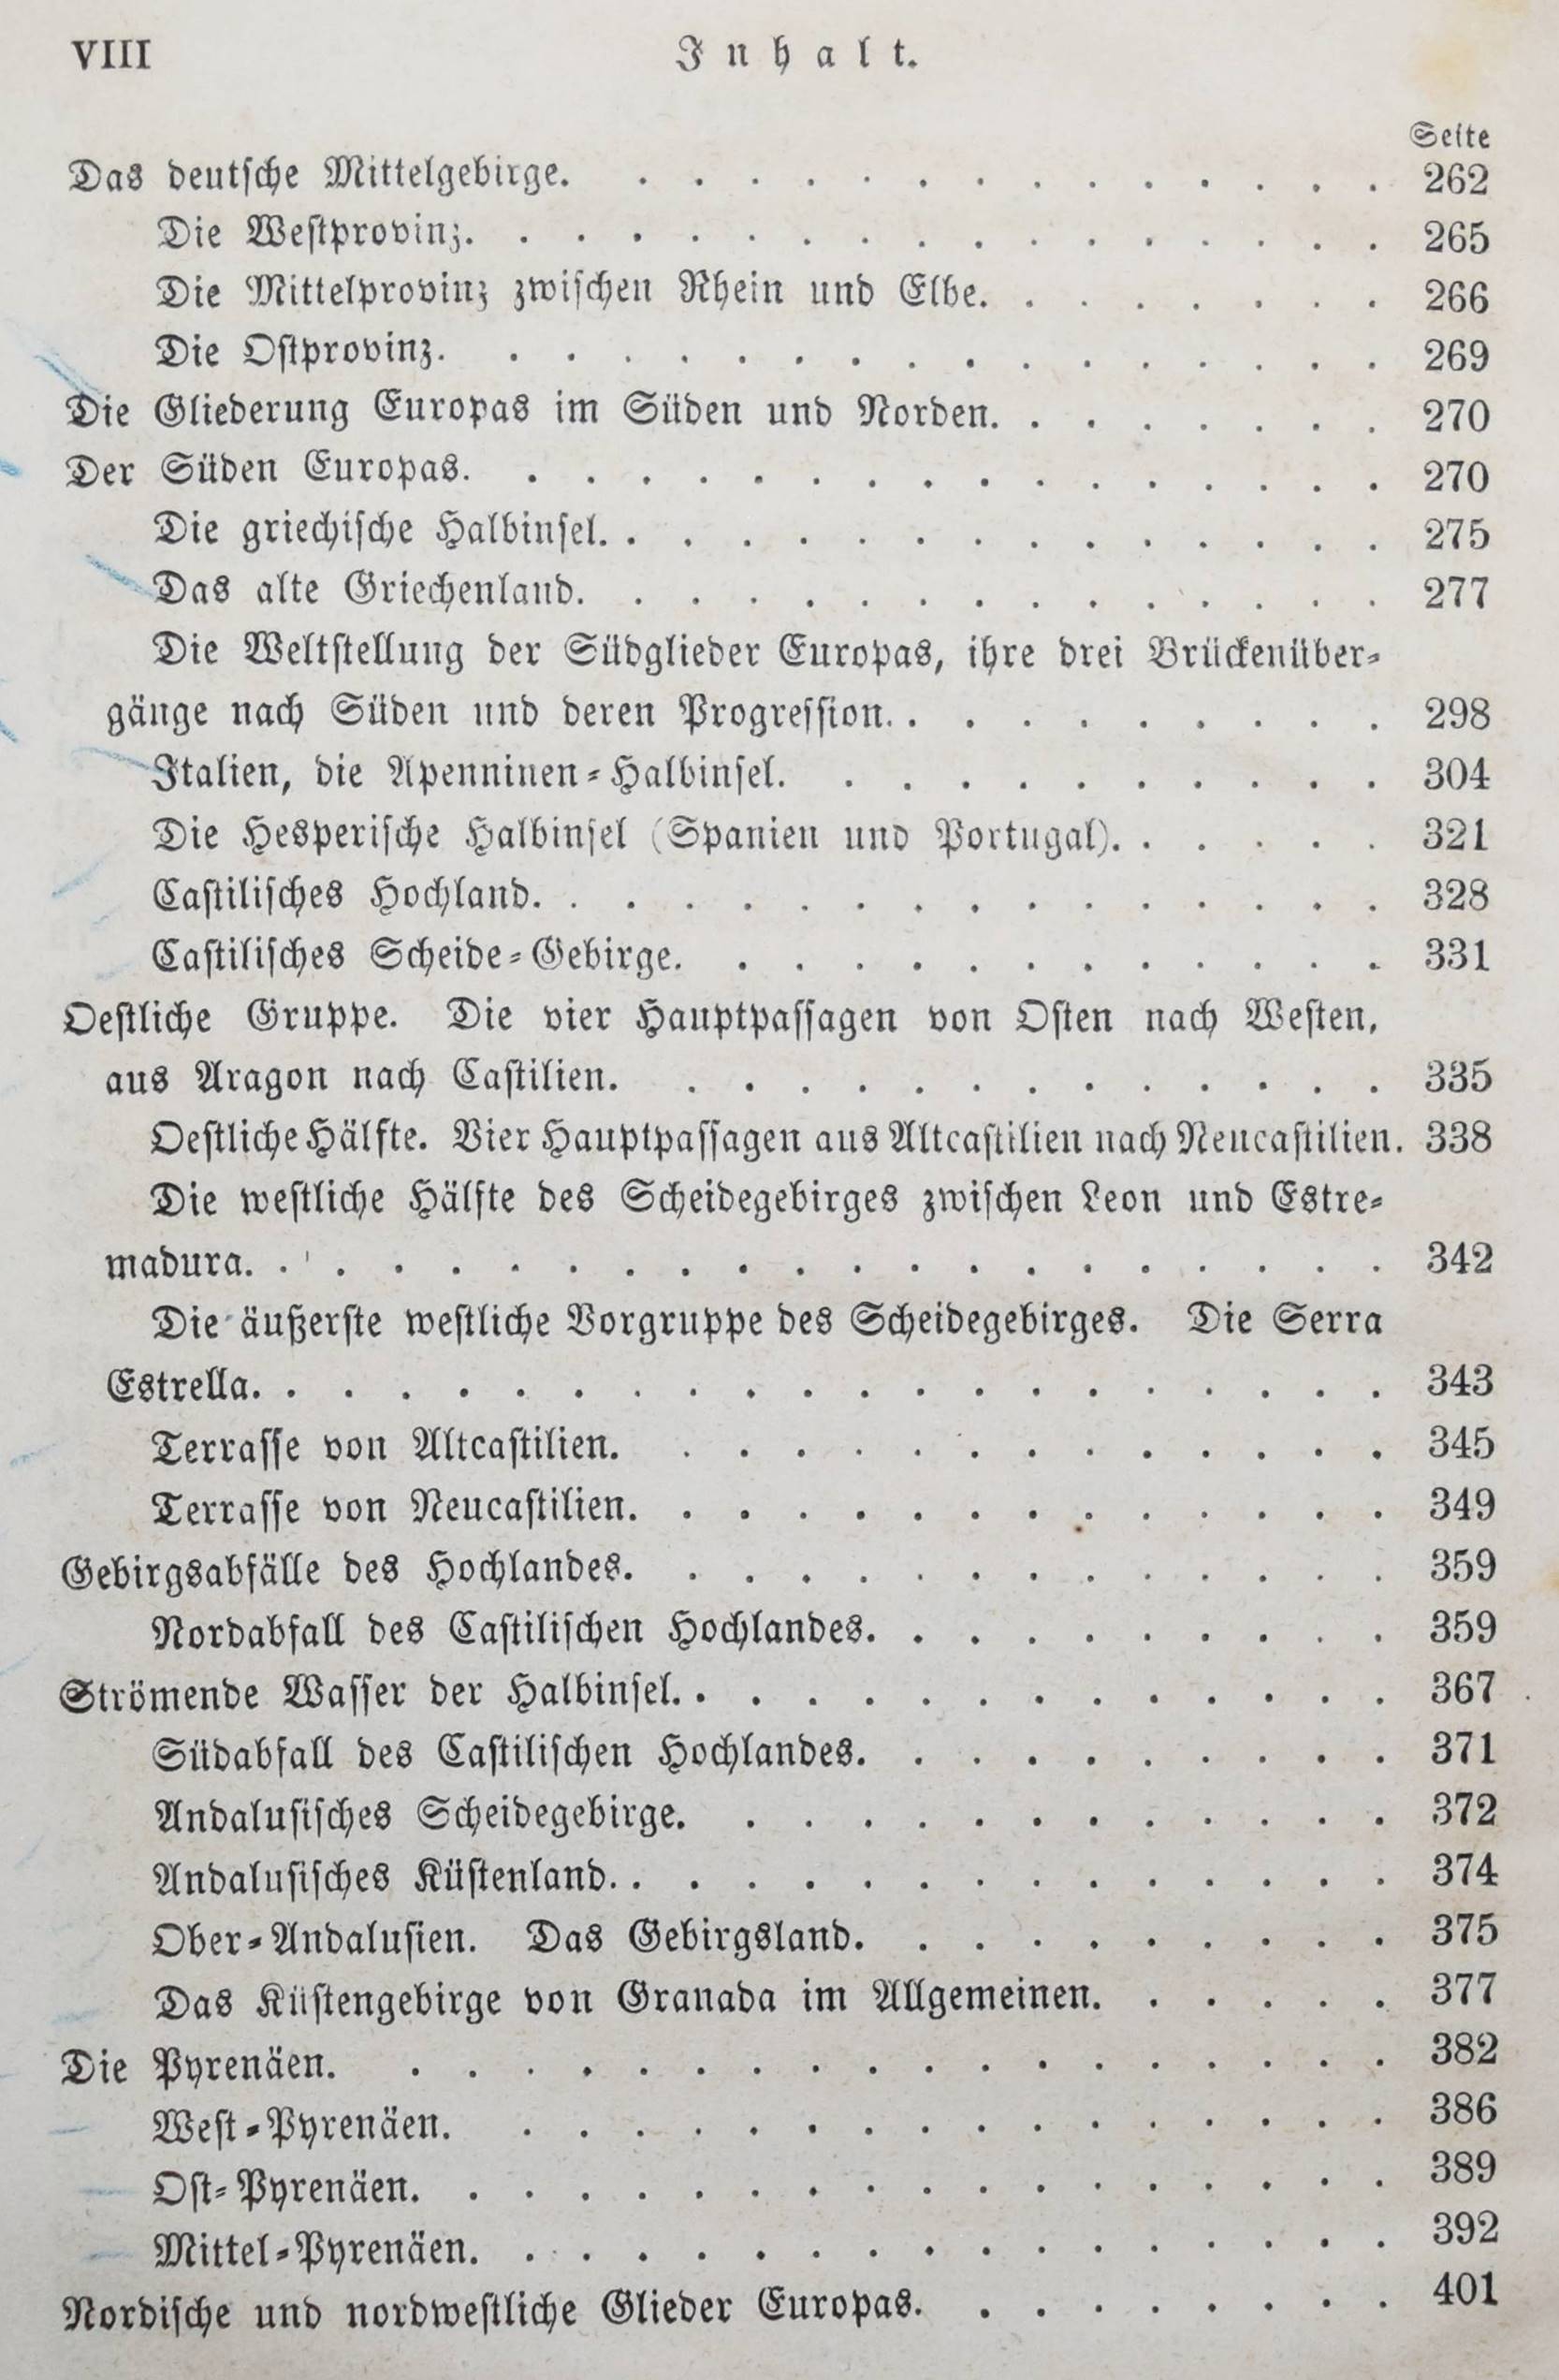 VIII Inhalt.
Seite
Das deutsche Mittelgebirge. . . . . . . . . . . . . . . 262
Die Westprovinz. . . . . . . . . . . . . . . . . 265
Die Mittelprovinz zwischen Rhein und Elbe. . . . . . . . 266
Die Ostprovinz. . . . . . . . . . . . . . . . . 269
Die Gliederung Europas im Süden und Norden. . . . . . . . 270
Der Süden Europas. . . . . . . . . . . . . . . . . 270
Die griechische Halbinsel. . . . . . . . . . . . . . . 275
Das alte Griechenland. . . . . . . . . . . . . . . 277
Die Weltstellung der Südglieder Europas, ihre drei Brückenüber-
gänge nach Süden und deren Progression. . . . . . . . . . 298
Italien, die Apenninen-Halbinsel. . . . . . . . . . . 304
Die Hesperische Halbinsel (Spanien und Portugal). . . . . . 321
Castilisches Hochland. . . . . . . . . . . . . . . . 328
Castilisches Scheide-Gebirge. . . . . . . . . . . . . 331
Oestliche Gruppe. Die vier Hauptpassagen von Osten nach Westen,
aus Aragon nach Castilien. . . . . . . . . . . . . . 335
Oestliche Hälfte. Vier Hauptpassagen aus Altcastilien nach Neucastilien. 338
Die westliche Hälfte des Scheidegebirges zwischen Leon und Estre-
madura. . . . . . . . . . . . . . . . . . . . . 342
Die äußerste westliche Vorgruppe des Scheidegebirges. Die Serra
Estrella. . . . . . . . . . . . . . . . . . . . . 343
Terrasse von Altcastilien. . . . . . . . . . . . . . 345
Terrasse von Neucastilien. . . . . . . . . . . . . . 349
Gebirgsabfälle des Hochlandes. . . . . . . . . . . . . . 359
Nordabfall des Castilischen Hochlandes. . . . . . . . . . 359
Strömende Wasser der Halbinsel. . . . . . . . . . . . . . 367
Südabfall des Castilischen Hochlandes. . . . . . . . . . 371
Andalusisches Scheidegebirge. . . . . . . . . . . . . 372
Andalusisches Küstenland. . . . . . . . . . . . . . . 374
Ober-Andalusien. Das Gebirgsland. . . . . . . . . . 375
Das Küstengebirge von Granada im Allgemeinen. . . . . . 377
Die Pyrenäen. . . . . . . . . . . . . . . . . . . 382
West-Pyrenäen. . . . . . . . . . . . . . . . . 386
Ost-Pyrenäen. . . . . . . . . . . . . . . . . . 389
Mittel-Pyrenäen. . . . . . . . . . . . . . . . . 392
Nordische und nordwestliche Glieder Europas. . . . . . . . . 401